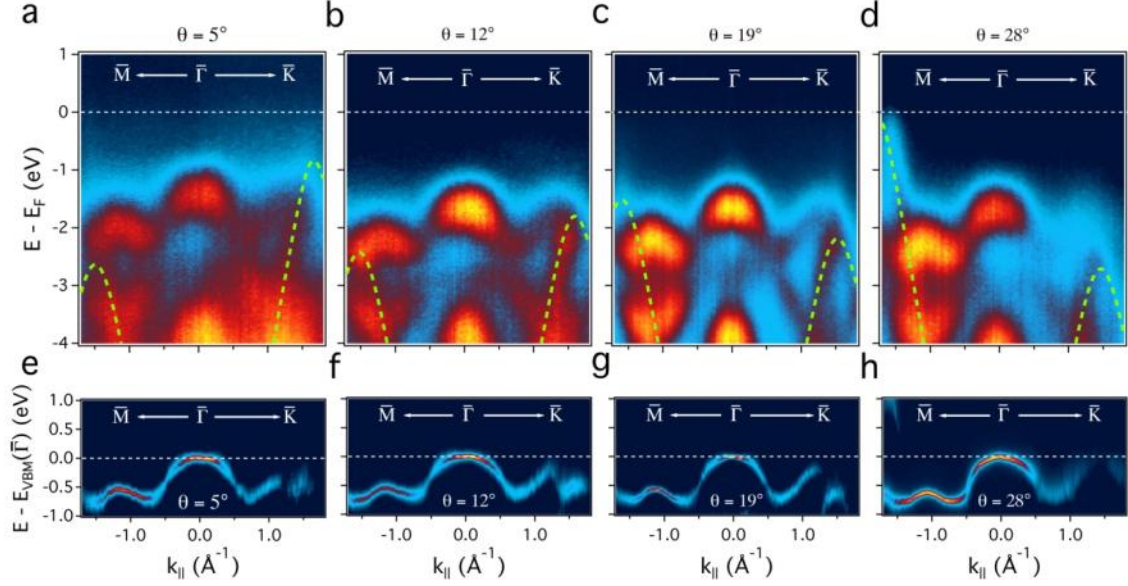 a b c d
θ = 5° θ = 12° θ = 19° θ = 28°
1 M̅ Γ̅ K̅ M̅ Γ̅ K̅ M̅ Γ̅ K̅ M̅ Γ̅ K̅
0
-1
E - E_F (eV)
-2
-3
-4
e f g h
1.0 M̅ Γ̅ K̅ M̅ Γ̅ K̅ M̅ Γ̅ K̅ M̅ Γ̅ K̅
0.5
E - E_VBM(Γ̅) (eV)
0.0
-0.5 θ = 5° θ = 12° θ = 19° θ = 28°
-1.0
-1.0 0.0 1.0 -1.0 0.0 1.0 -1.0 0.0 1.0 -1.0 0.0 1.0
k_|| (Å⁻¹) k_|| (Å⁻¹) k_|| (Å⁻¹) k_|| (Å⁻¹)